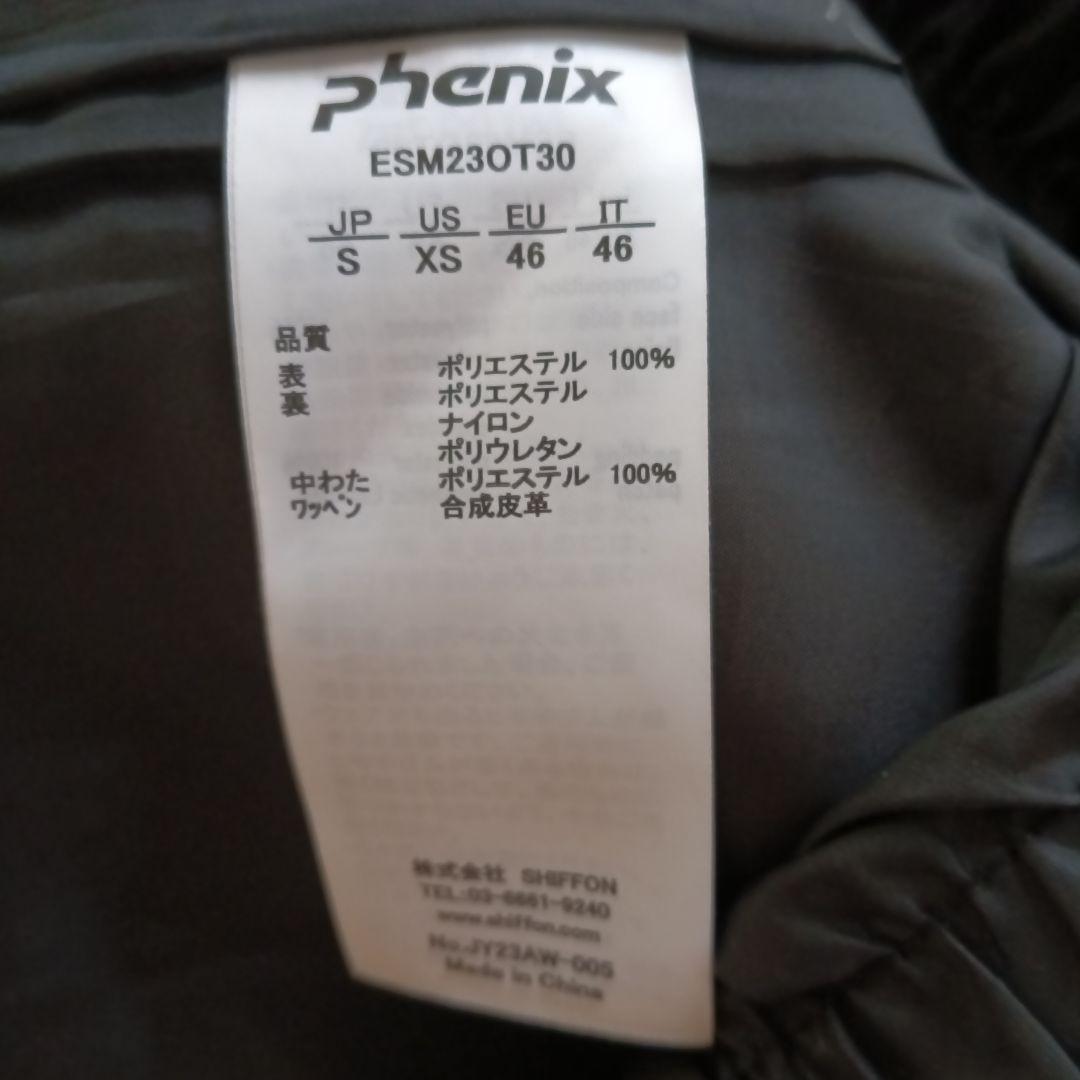 phenix
ESM23OT30
JP US EU IT
S XS 46 46
品質
表 ポリエステル 100%
裏 ポリエステル
ナイロン
ポリウレタン
中わた ポリエステル 100%
ワッペン 合成皮革
株式会社 SHIFFON
TEL:03-6661-9240
www.shiffon.com
No.JY23AW-005
Made in China